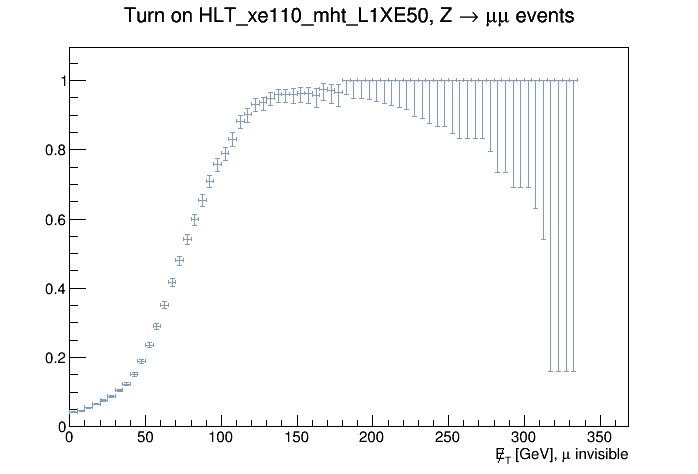 Turn on HLT_xe110_mht_L1XE50, Z → μμ events
1
0.8
0.6
0.4
0.2
0
0 50 100 150 200 250 300 350
E̸_T [GeV], μ invisible